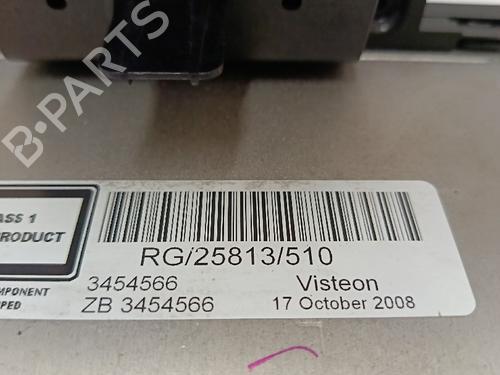 B-PARTS
ASS 1
PRODUCT
RG/25813/510
3454566 Visteon
ZB 3454566 17 October 2008
MPONENT
PED